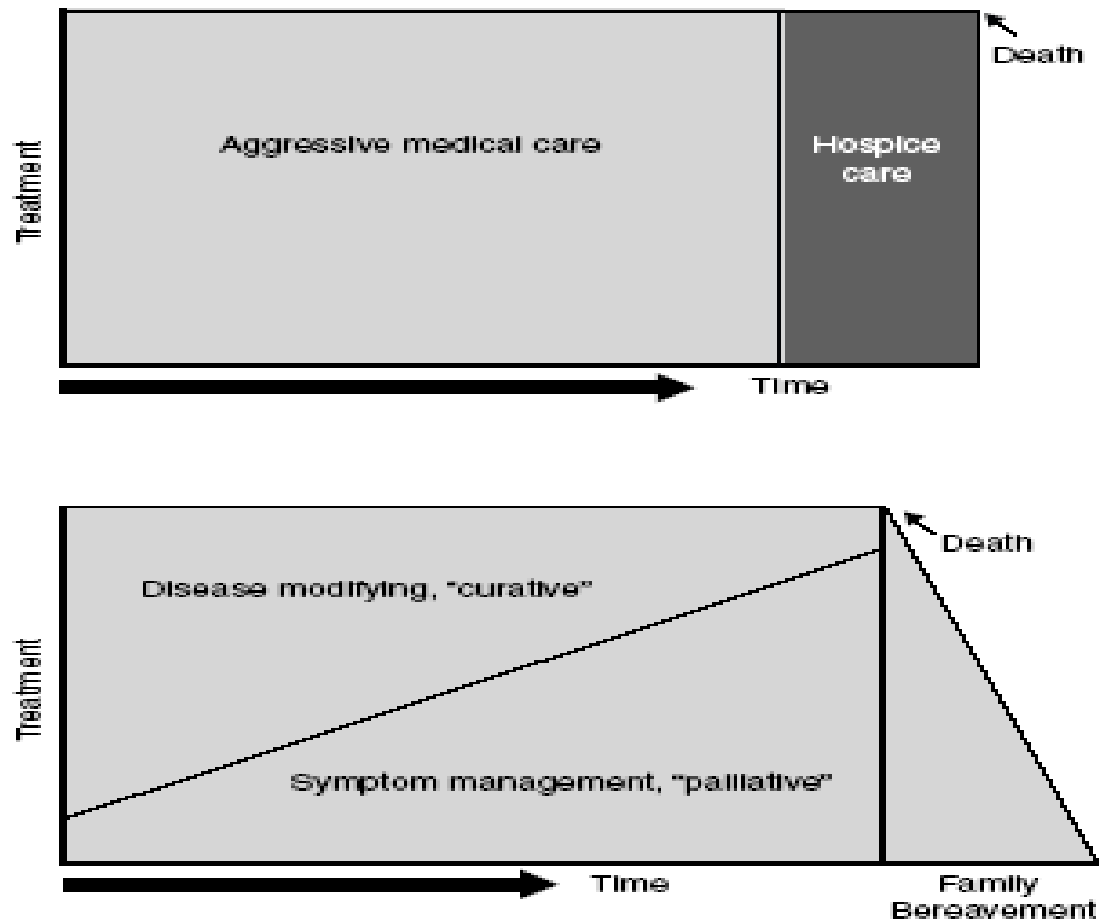 Death
Treatment
Aggressive medical care
Hospice
care
Time
Death
Treatment
Disease modifying, "curative"
Symptom management, "palliative"
Time
Family
Bereavement